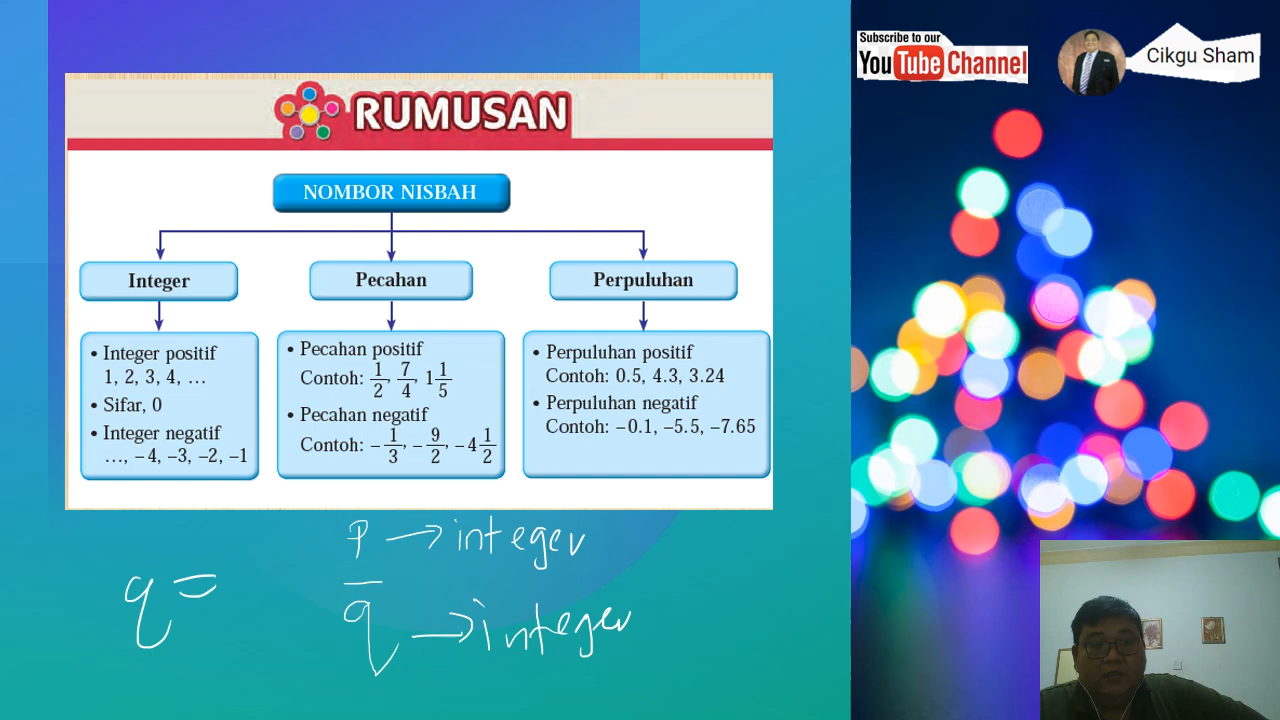 Subscribe to our
YouTube Channel
Cikgu Sham
RUMUSAN
NOMBOR NISBAH
Integer
• Integer positif
1, 2, 3, 4, …
• Sifar, 0
• Integer negatif
…, −4, −3, −2, −1
Pecahan
• Pecahan positif
Contoh: 1/2, 7/4, 1 1/5
• Pecahan negatif
Contoh: −1/3, −9/2, −4 1/2
Perpuluhan
• Perpuluhan positif
Contoh: 0.5, 4.3, 3.24
• Perpuluhan negatif
Contoh: −0.1, −5.5, −7.65
p → integer
q → integer
q =